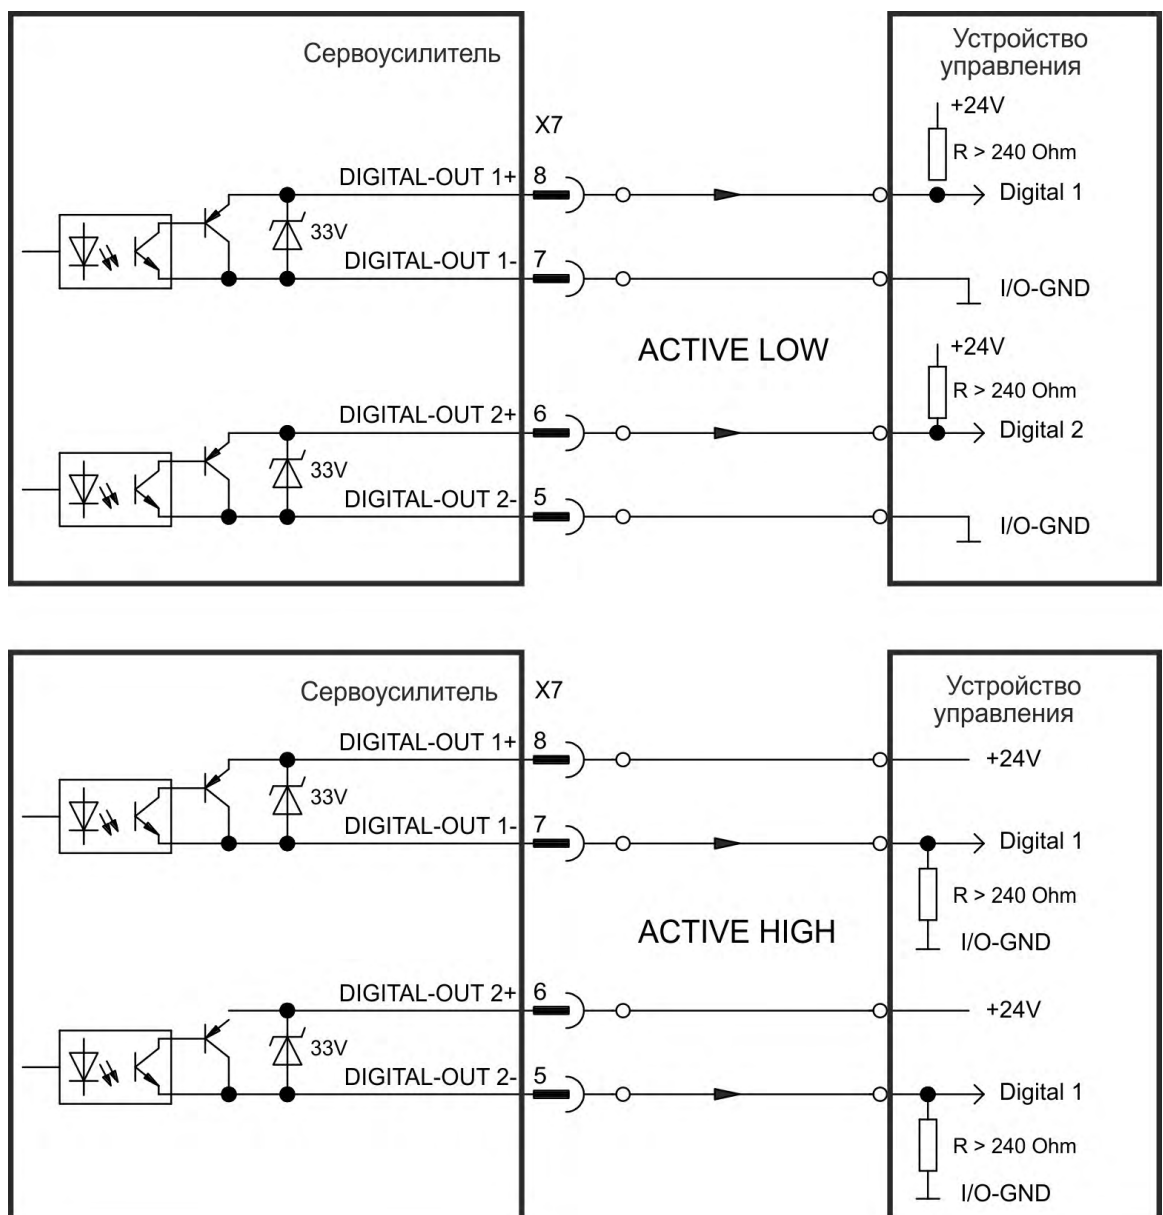 Сервоусилитель
Устройство
управления
+24V
X7
R > 240 Ohm
DIGITAL-OUT 1+
8
Digital 1
33V
DIGITAL-OUT 1-
7
I/O-GND
ACTIVE LOW
+24V
R > 240 Ohm
DIGITAL-OUT 2+
6
Digital 2
33V
DIGITAL-OUT 2-
5
I/O-GND
Сервоусилитель
X7
Устройство
управления
DIGITAL-OUT 1+
8
+24V
33V
DIGITAL-OUT 1-
7
Digital 1
R > 240 Ohm
ACTIVE HIGH
I/O-GND
DIGITAL-OUT 2+
6
+24V
33V
DIGITAL-OUT 2-
5
Digital 1
R > 240 Ohm
I/O-GND